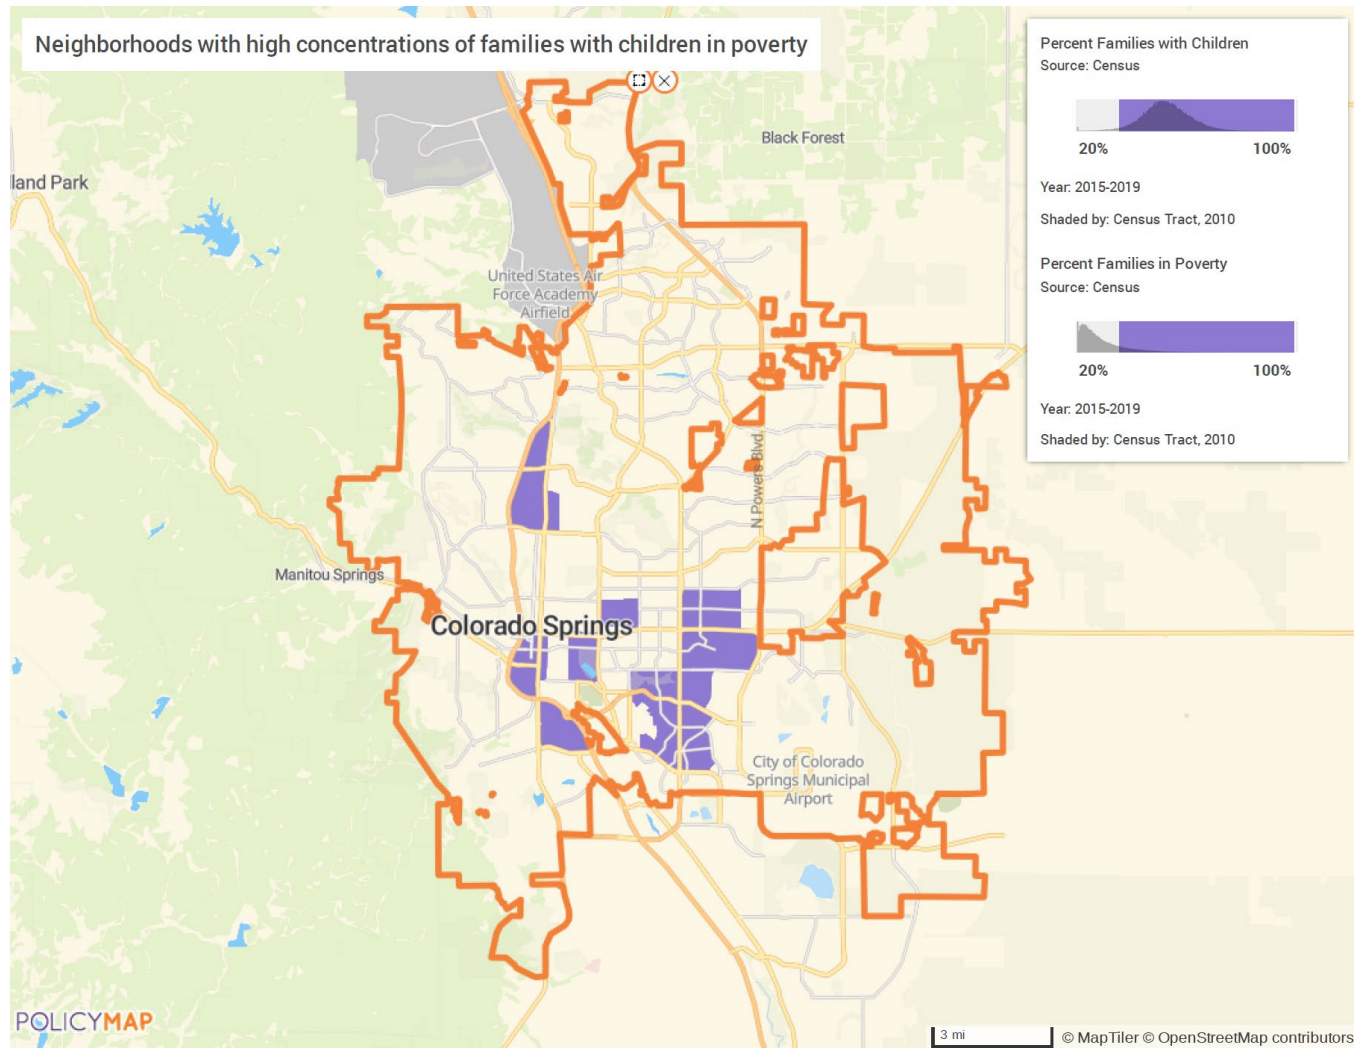 Neighborhoods with high concentrations of families with children in poverty
Percent Families with Children
Source: Census
20% 100%
Year: 2015-2019
Shaded by: Census Tract, 2010
Percent Families in Poverty
Source: Census
20% 100%
Year: 2015-2019
Shaded by: Census Tract, 2010
Black Forest
land Park
United States Air
Force Academy
Airfield
N Powers Blvd
Manitou Springs
Colorado Springs
City of Colorado
Springs Municipal
Airport
POLICYMAP
3 mi
© MapTiler © OpenStreetMap contributors